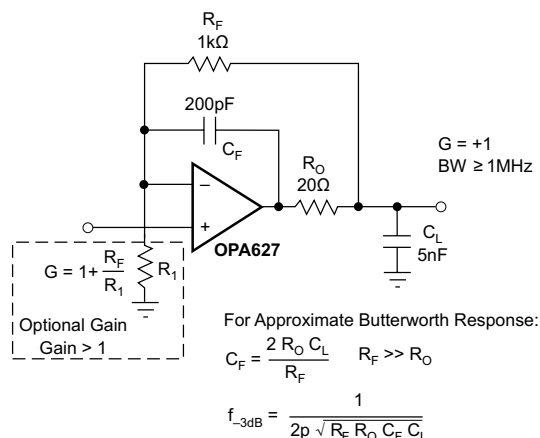 R_F
1kΩ
200pF
C_F
G = +1
BW ≥ 1MHz
R_O
20Ω
–
+
OPA627
C_L
5nF
G = 1+ R_F / R_1
R_1
Optional Gain
Gain > 1
For Approximate Butterworth Response:
C_F = 2 R_O C_L / R_F    R_F >> R_O
f_–3dB = 1 / 2p √ R_F R_O C_F C_L